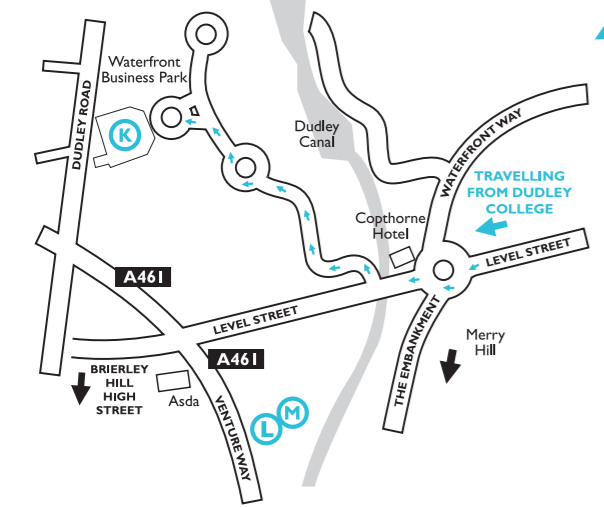 Waterfront
Business Park
DUDLEY ROAD
K
Dudley
Canal
WATERFRONT WAY
TRAVELLING
FROM DUDLEY
COLLEGE
Copthorne
Hotel
LEVEL STREET
A461
LEVEL STREET
THE EMBANKMENT
Merry
Hill
A461
BRIERLEY
HILL
HIGH
STREET
Asda
VENTURE WAY
L
M